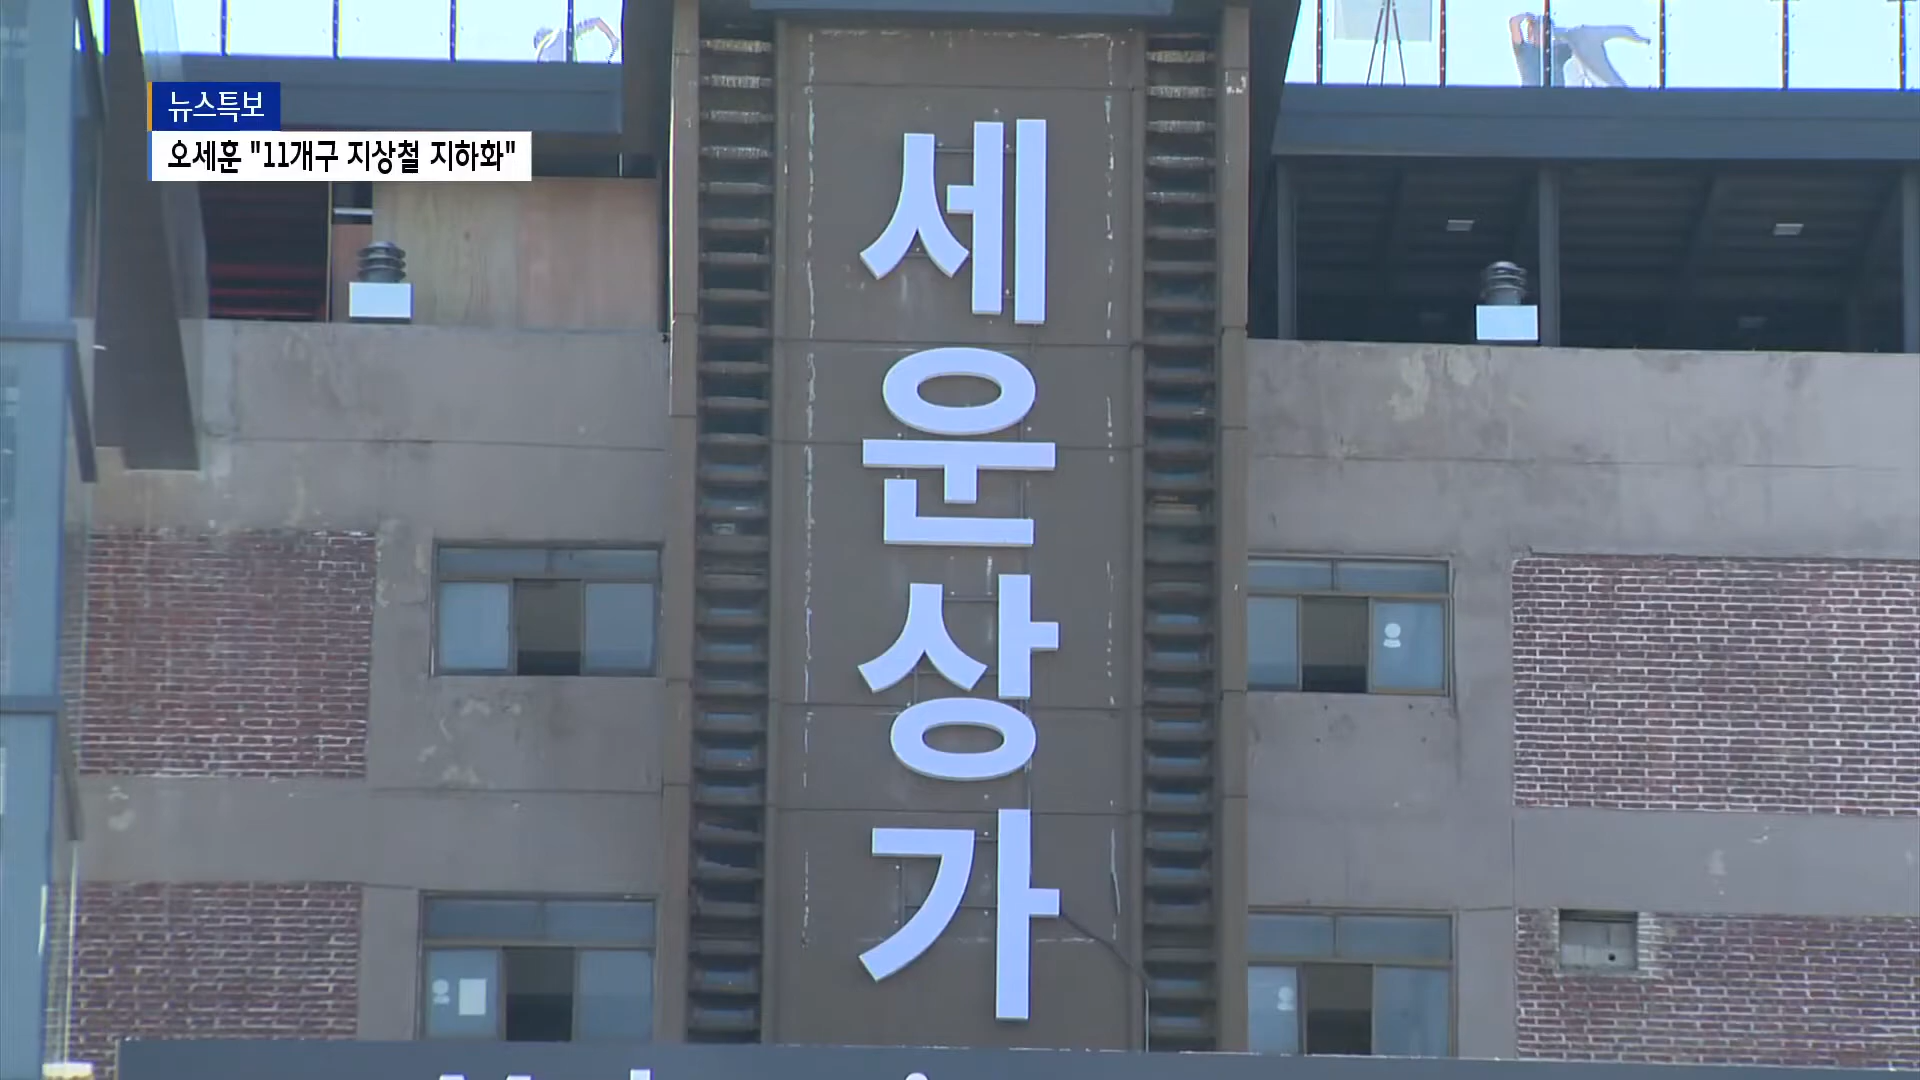 뉴스특보
오세훈 "11개구 지상철 지하화"
세운상가